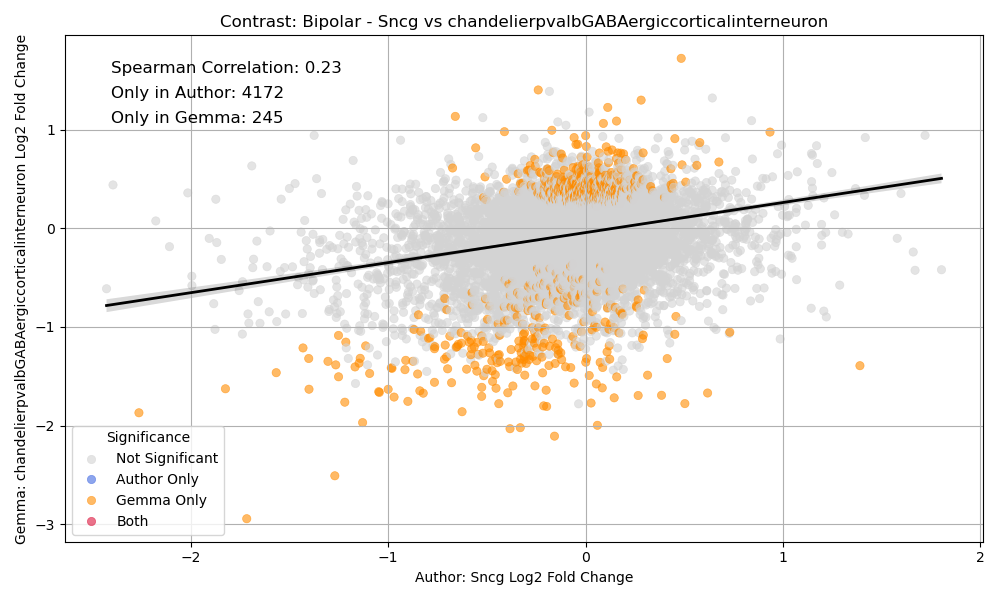 Contrast: Bipolar - Sncg vs chandelierpvalbGABAergiccorticalinterneuron
Spearman Correlation: 0.23
Only in Author: 4172
Only in Gemma: 245
Gemma: chandelierpvalbGABAergiccorticalinterneuron Log2 Fold Change
1
0
−1
−2
−3
Significance
Not Significant
Author Only
Gemma Only
Both
−2
−1
0
1
2
Author: Sncg Log2 Fold Change